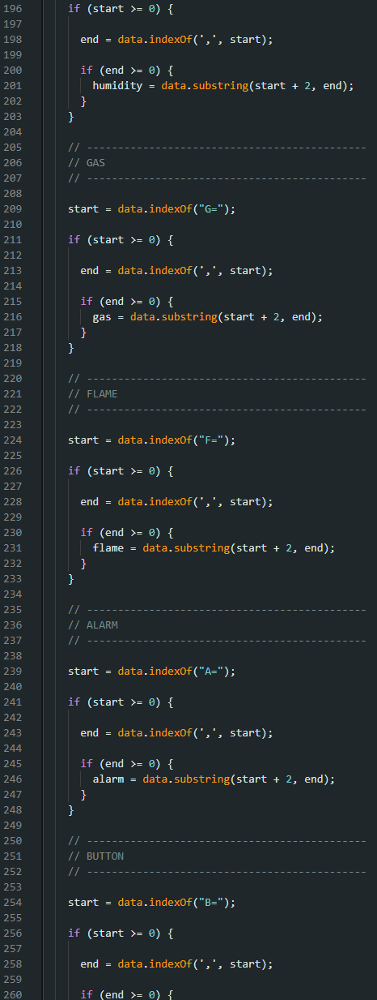 196 if (start >= 0) {
197
198 end = data.indexOf(',', start);
199
200 if (end >= 0) {
201 humidity = data.substring(start + 2, end);
202 }
203 }
204
205 // ---------------------------------------------
206 // GAS
207 // ---------------------------------------------
208
209 start = data.indexOf("G=");
210
211 if (start >= 0) {
212
213 end = data.indexOf(',', start);
214
215 if (end >= 0) {
216 gas = data.substring(start + 2, end);
217 }
218 }
219
220 // ---------------------------------------------
221 // FLAME
222 // ---------------------------------------------
223
224 start = data.indexOf("F=");
225
226 if (start >= 0) {
227
228 end = data.indexOf(',', start);
229
230 if (end >= 0) {
231 flame = data.substring(start + 2, end);
232 }
233 }
234
235 // ---------------------------------------------
236 // ALARM
237 // ---------------------------------------------
238
239 start = data.indexOf("A=");
240
241 if (start >= 0) {
242
243 end = data.indexOf(',', start);
244
245 if (end >= 0) {
246 alarm = data.substring(start + 2, end);
247 }
248 }
249
250 // ---------------------------------------------
251 // BUTTON
252 // ---------------------------------------------
253
254 start = data.indexOf("B=");
255
256 if (start >= 0) {
257
258 end = data.indexOf(',', start);
259
260 if (end >= 0) {